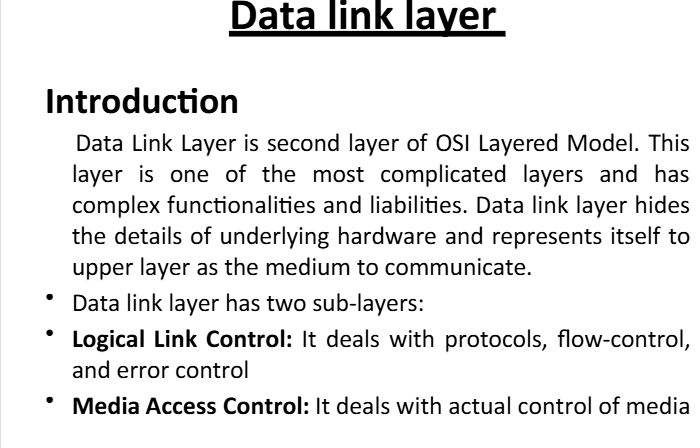 Data link layer
Introduction
Data Link Layer is second layer of OSI Layered Model. This
layer is one of the most complicated layers and has
complex functionalities and liabilities. Data link layer hides
the details of underlying hardware and represents itself to
upper layer as the medium to communicate.
• Data link layer has two sub-layers:
• Logical Link Control: It deals with protocols, flow-control,
and error control
• Media Access Control: It deals with actual control of media